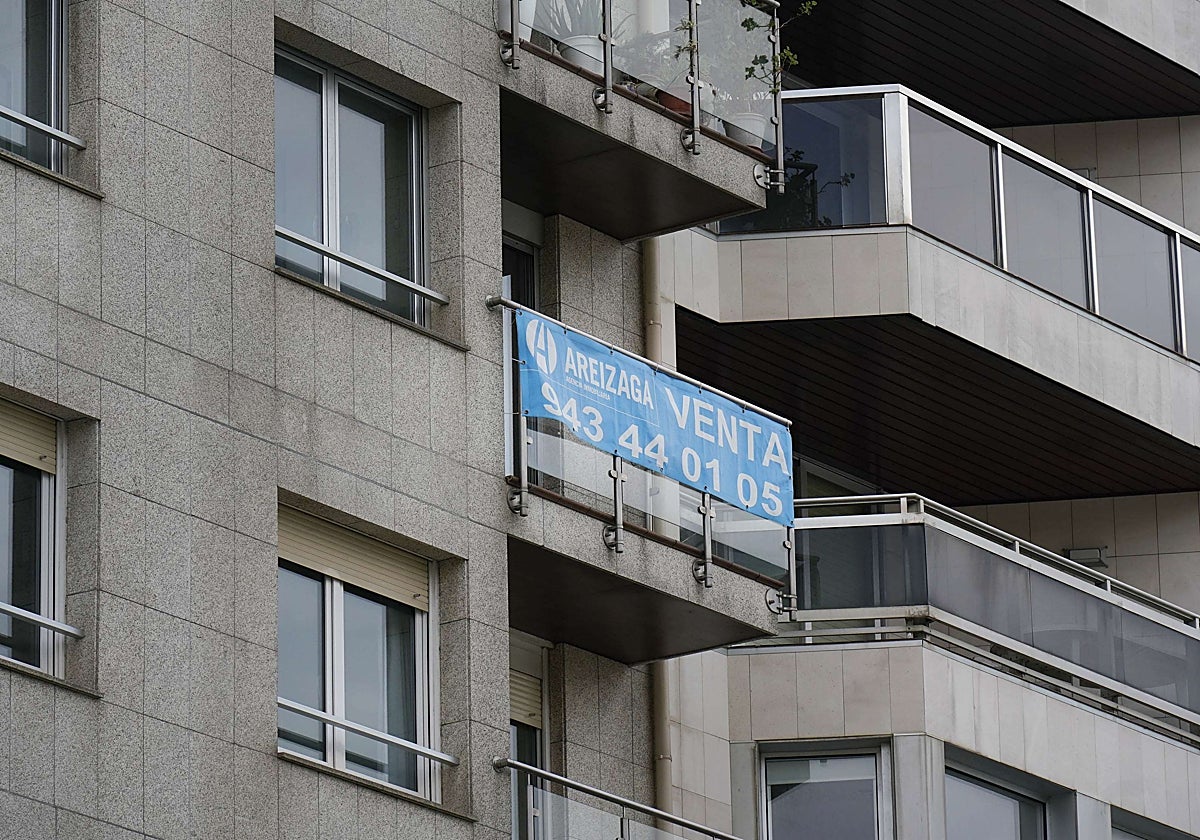 AREIZAGA
AGENCIA INMOBILIARIA
VENTA
943 44 01 05